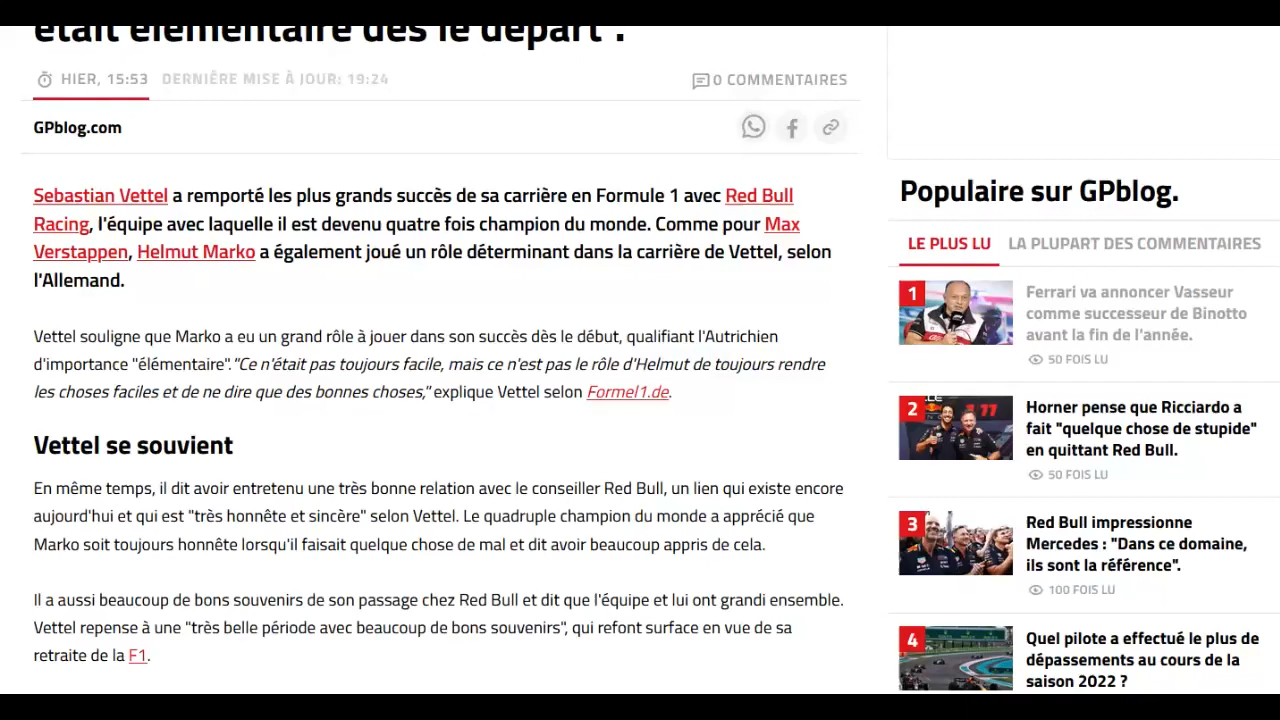 était élémentaire dès le départ".
HIER, 15:53 DERNIÈRE MISE À JOUR: 19:24
0 COMMENTAIRES
GPblog.com
Sebastian Vettel a remporté les plus grands succès de sa carrière en Formule 1 avec Red Bull
Racing, l'équipe avec laquelle il est devenu quatre fois champion du monde. Comme pour Max
Verstappen, Helmut Marko a également joué un rôle déterminant dans la carrière de Vettel, selon
l'Allemand.
Vettel souligne que Marko a eu un grand rôle à jouer dans son succès dès le début, qualifiant l'Autrichien
d'importance "élémentaire". "Ce n'était pas toujours facile, mais ce n'est pas le rôle d'Helmut de toujours rendre
les choses faciles et de ne dire que des bonnes choses," explique Vettel selon Formel1.de.
Vettel se souvient
En même temps, il dit avoir entretenu une très bonne relation avec le conseiller Red Bull, un lien qui existe encore
aujourd'hui et qui est "très honnête et sincère" selon Vettel. Le quadruple champion du monde a apprécié que
Marko soit toujours honnête lorsqu'il faisait quelque chose de mal et dit avoir beaucoup appris de cela.
Il a aussi beaucoup de bons souvenirs de son passage chez Red Bull et dit que l'équipe et lui ont grandi ensemble.
Vettel repense à une "très belle période avec beaucoup de bons souvenirs", qui refont surface en vue de sa
retraite de la F1.
Populaire sur GPblog.
LE PLUS LU LA PLUPART DES COMMENTAIRES
1
Ferrari va annoncer Vasseur
comme successeur de Binotto
avant la fin de l'année.
50 FOIS LU
2
Horner pense que Ricciardo a
fait "quelque chose de stupide"
en quittant Red Bull.
50 FOIS LU
3
Red Bull impressionne
Mercedes : "Dans ce domaine,
ils sont la référence".
100 FOIS LU
4
Quel pilote a effectué le plus de
dépassements au cours de la
saison 2022 ?